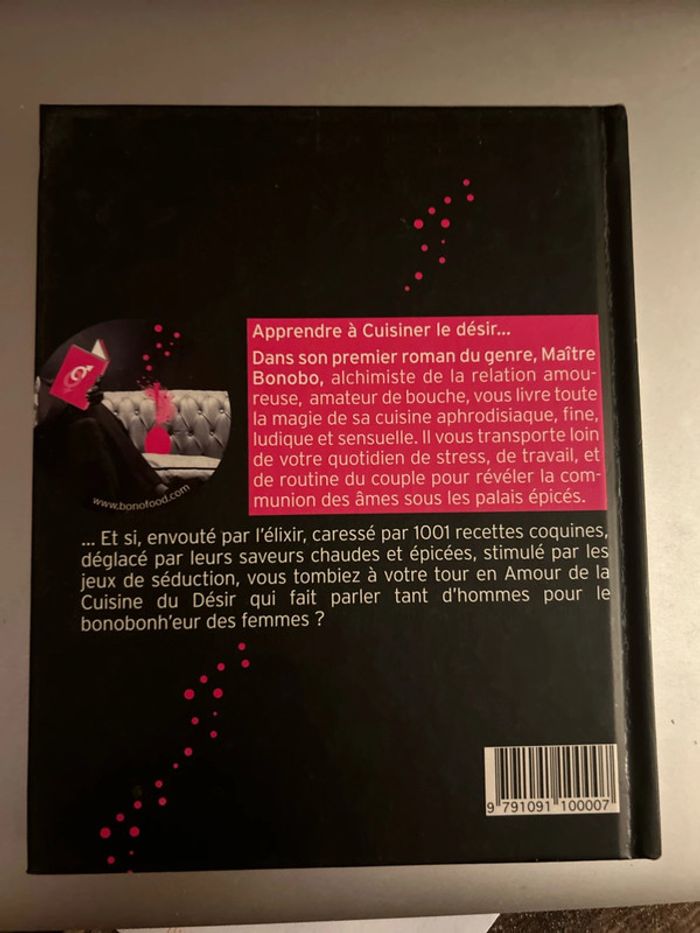 Apprendre à Cuisiner le désir...
Dans son premier roman du genre, Maître
Bonobo, alchimiste de la relation amou-
reuse, amateur de bouche, vous livre toute
la magie de sa cuisine aphrodisiaque, fine,
ludique et sensuelle. Il vous transporte loin
de votre quotidien de stress, de travail, et
de routine du couple pour révéler la com-
munion des âmes sous les palais épicés.
www.bonofood.com
... Et si, envouté par l'élixir, caressé par 1001 recettes coquines,
déglacé par leurs saveurs chaudes et épicées, stimulé par les
jeux de séduction, vous tombiez à votre tour en Amour de la
Cuisine du Désir qui fait parler tant d'hommes pour le
bonobonh'eur des femmes ?
9 791091 100007